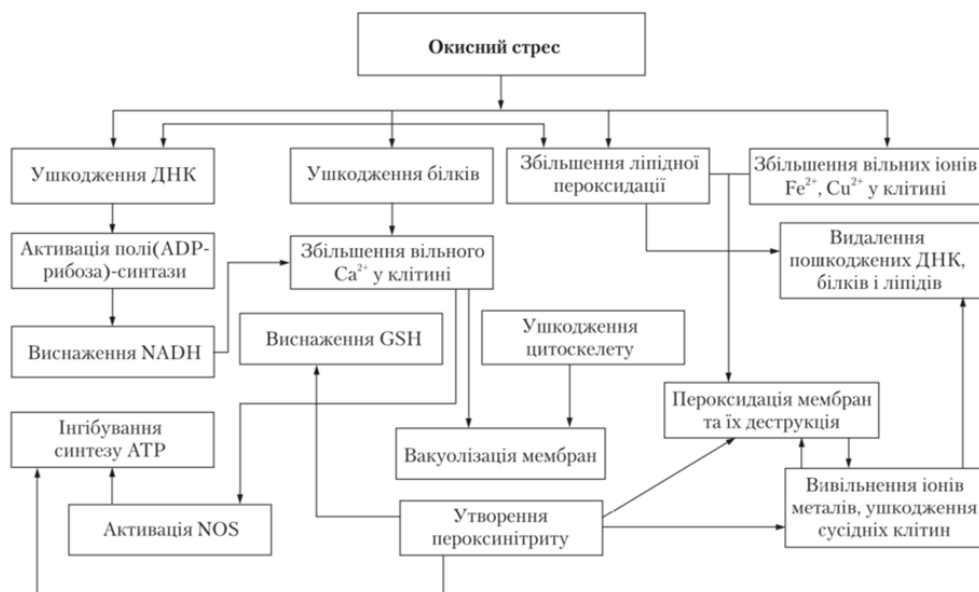 Окисний стрес
Ушкодження ДНК
Ушкодження білків
Збільшення ліпідної
пероксидації
Збільшення вільних іонів
Fe²⁺, Cu²⁺ у клітині
Активація полі(ADP-
рибоза)-синтази
Збільшення вільного
Ca²⁺ у клітині
Видалення
пошкоджених ДНК,
білків і ліпідів
Виснаження NADH
Виснаження GSH
Ушкодження
цитоскелету
Інгібування
синтезу ATP
Вакуолізація мембран
Пероксидація мембран
та їх деструкція
Активація NOS
Утворення
пероксинітриту
Вивільнення іонів
металів, ушкодження
сусідніх клітин